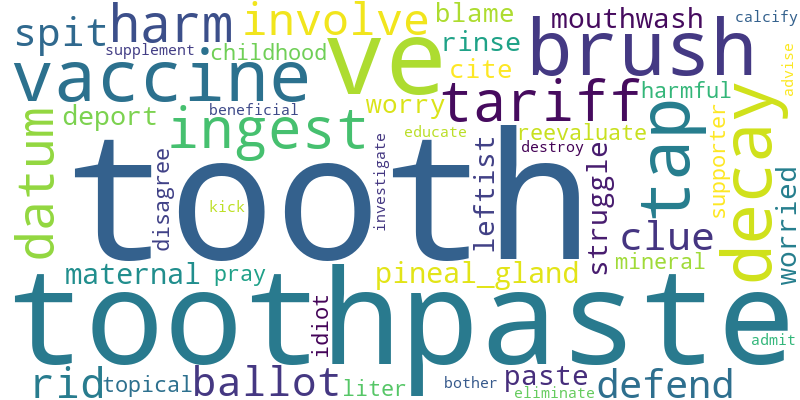 spit harm involve blame mouthwash calcify
supplement childhood rinse brush
vaccine ve cite advise
deport beneficial worry tariff harmful
datum ingest educate reevaluate tap decay
disagree tooth investigate leftist destroy struggle supporter
kick clue worried
maternal pray pineal_gland mineral
toothpaste idiot admit
rid topical ballot liter bother paste defend
eliminate